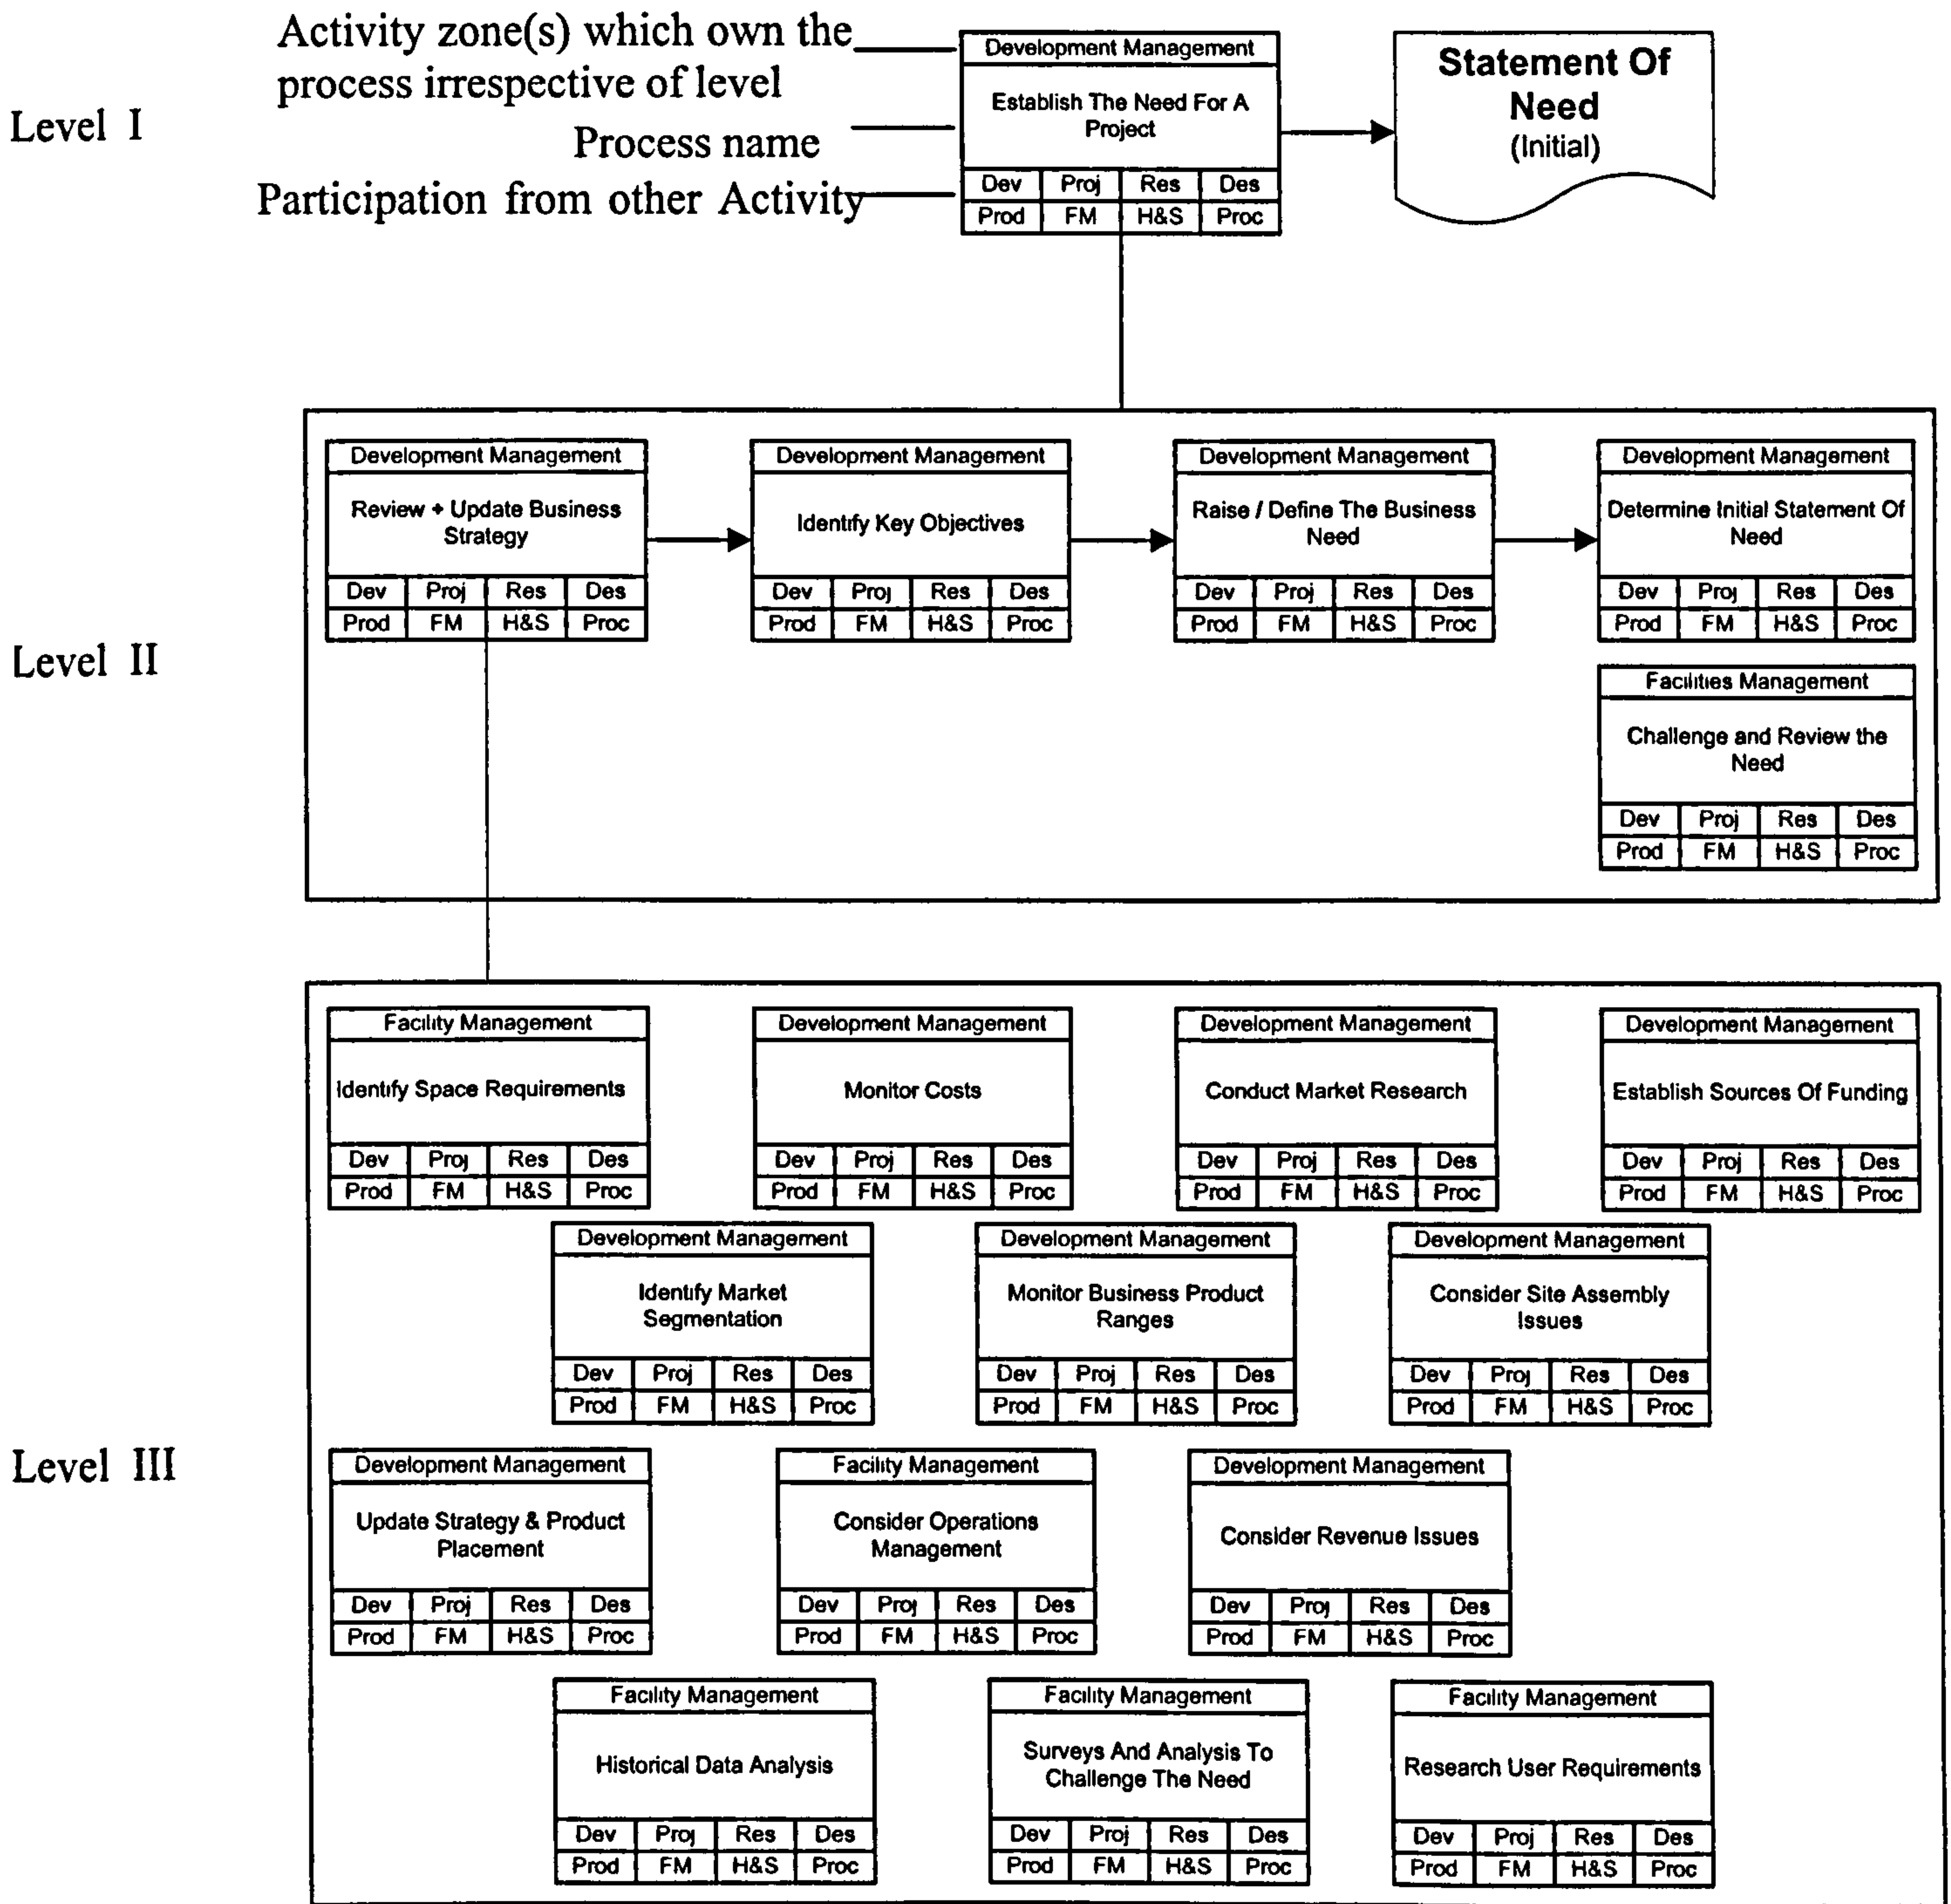 Activity zone(s) which own the
process irrespective of level
Level I
Process name
Participation from other Activity
Development Management
Establish The Need For A
Project
Dev Proj Res Des
Prod FM H&S Proc
Statement Of
Need
(Initial)
Level II
Development Management
Review + Update Business
Strategy
Dev Proj Res Des
Prod FM H&S Proc
Development Management
Identify Key Objectives
Dev Proj Res Des
Prod FM H&S Proc
Development Management
Raise / Define The Business
Need
Dev Proj Res Des
Prod FM H&S Proc
Development Management
Determine Initial Statement Of
Need
Dev Proj Res Des
Prod FM H&S Proc
Facilities Management
Challenge and Review the
Need
Dev Proj Res Des
Prod FM H&S Proc
Level III
Facility Management
Identify Space Requirements
Dev Proj Res Des
Prod FM H&S Proc
Development Management
Monitor Costs
Dev Proj Res Des
Prod FM H&S Proc
Development Management
Conduct Market Research
Dev Proj Res Des
Prod FM H&S Proc
Development Management
Establish Sources Of Funding
Dev Proj Res Des
Prod FM H&S Proc
Development Management
Identify Market
Segmentation
Dev Proj Res Des
Prod FM H&S Proc
Development Management
Monitor Business Product
Ranges
Dev Proj Res Des
Prod FM H&S Proc
Development Management
Consider Site Assembly
Issues
Dev Proj Res Des
Prod FM H&S Proc
Development Management
Update Strategy & Product
Placement
Dev Proj Res Des
Prod FM H&S Proc
Facility Management
Consider Operations
Management
Dev Proj Res Des
Prod FM H&S Proc
Development Management
Consider Revenue Issues
Dev Proj Res Des
Prod FM H&S Proc
Facility Management
Historical Data Analysis
Dev Proj Res Des
Prod FM H&S Proc
Facility Management
Surveys And Analysis To
Challenge The Need
Dev Proj Res Des
Prod FM H&S Proc
Facility Management
Research User Requirements
Dev Proj Res Des
Prod FM H&S Proc